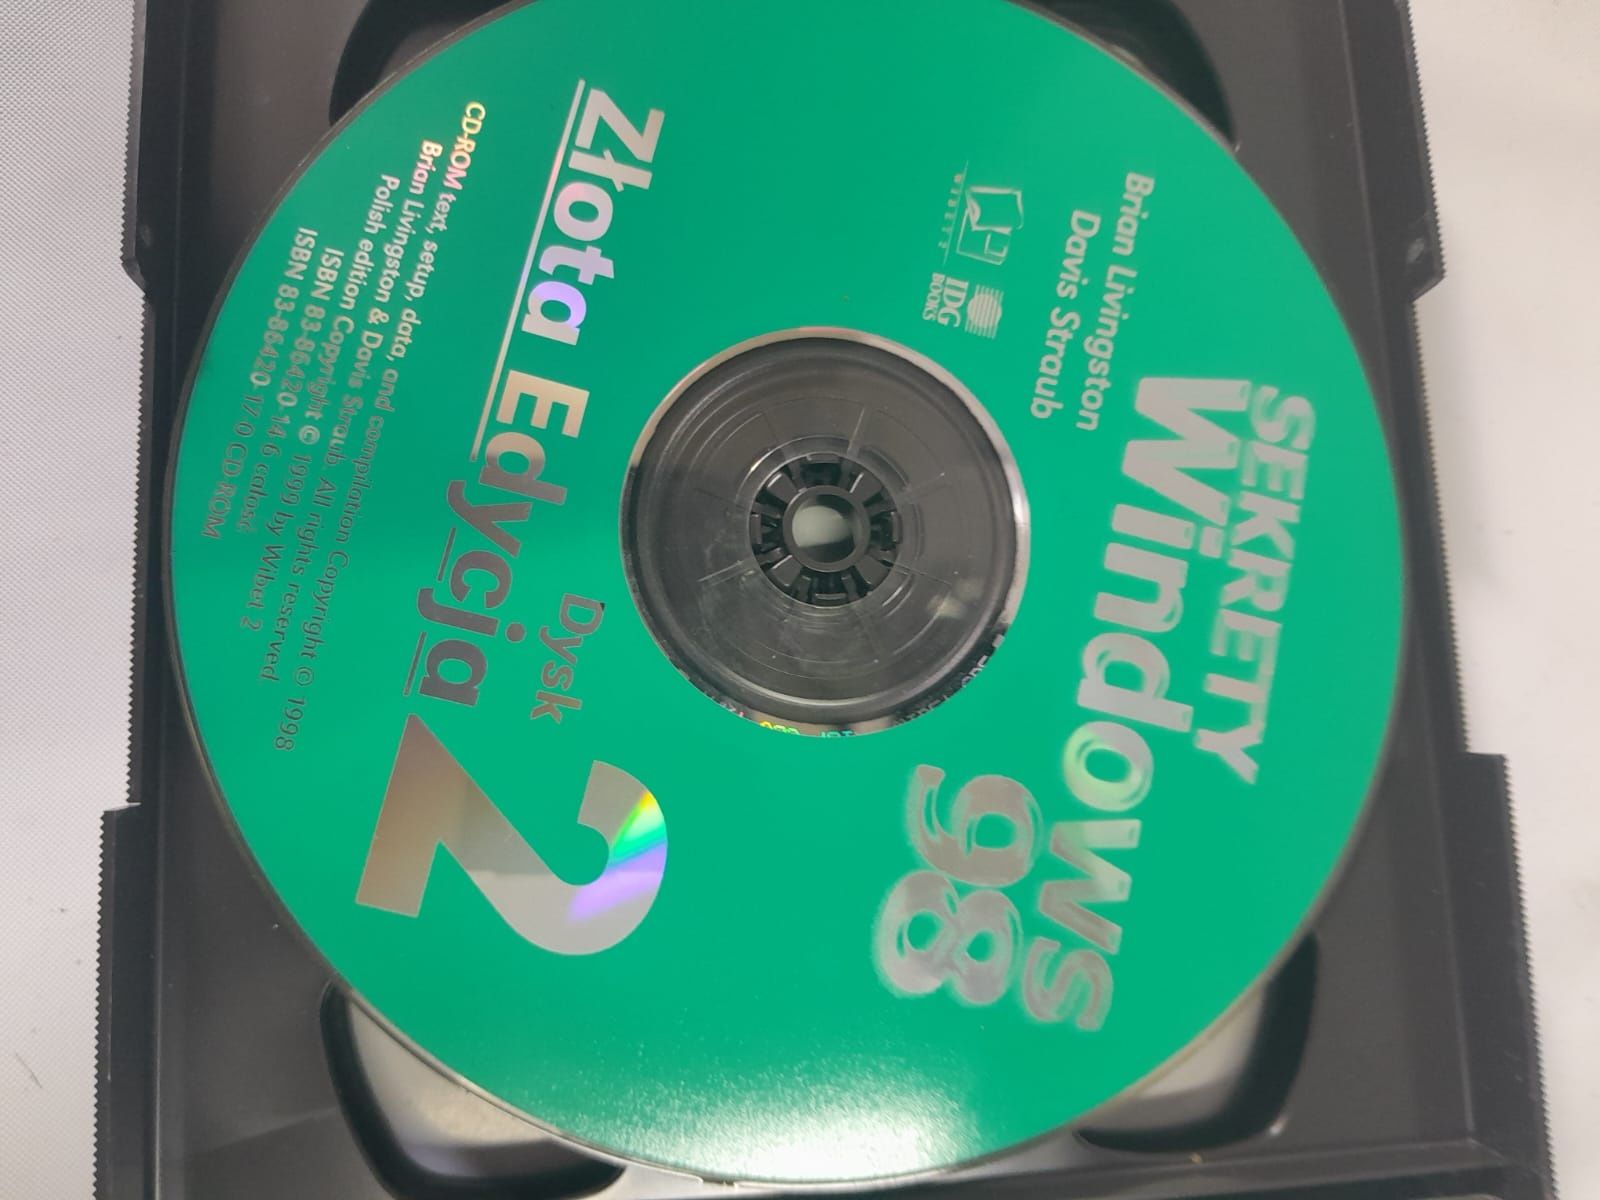 SEKRETY
Windows
98
Brian Livingston
Davis Straub
IDG
BOOKS
Dysk
2
Złota Edycja
CD-ROM text, setup, data, and compilation Copyright © 1998
Brian Livingston & Davis Straub. All rights reserved.
Polish edition Copyright © 1999 by Wibet 2
ISBN 83-86420-14-6 całość
ISBN 83-86420-17-0 CD-ROM